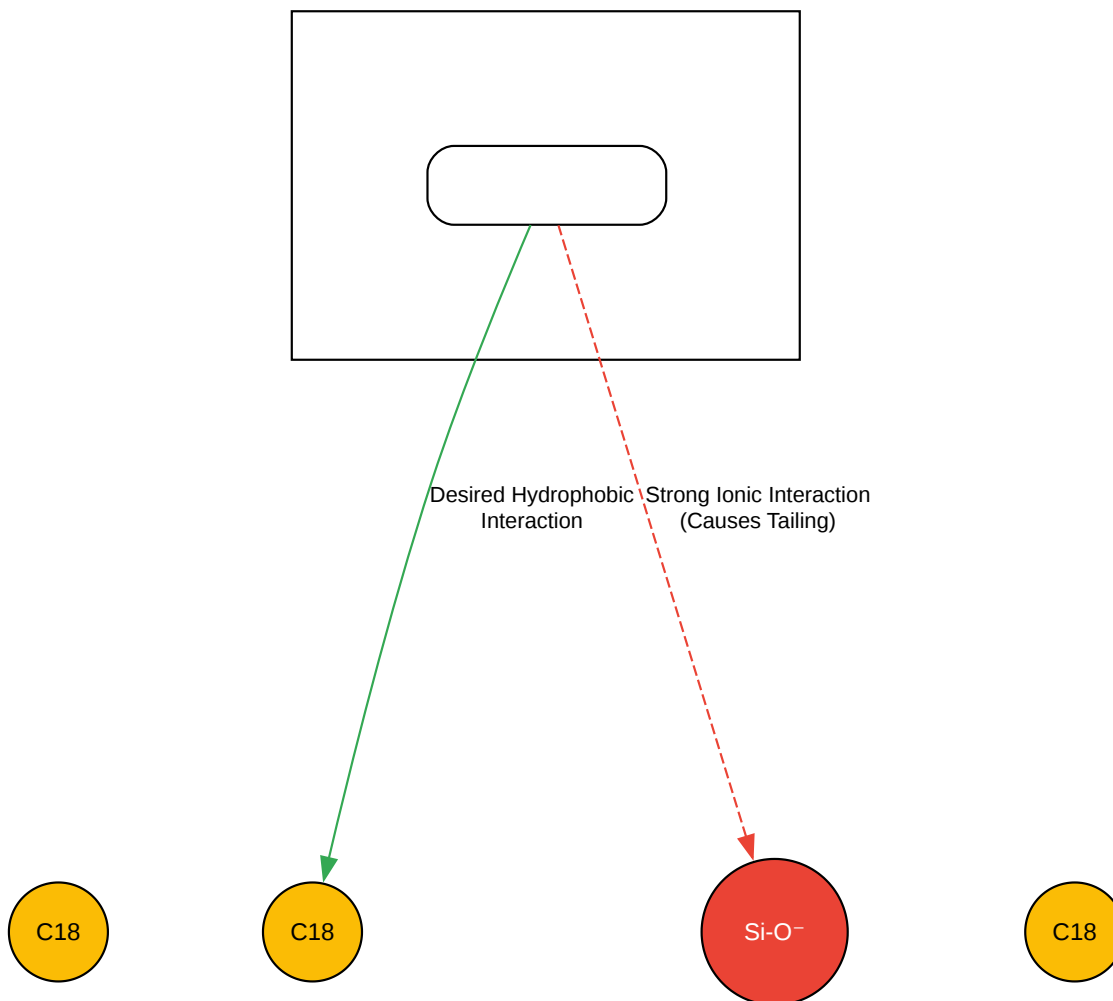 Desired Hydrophobic
Interaction
Strong Ionic Interaction
(Causes Tailing)
C18
C18
Si-O⁻
C18